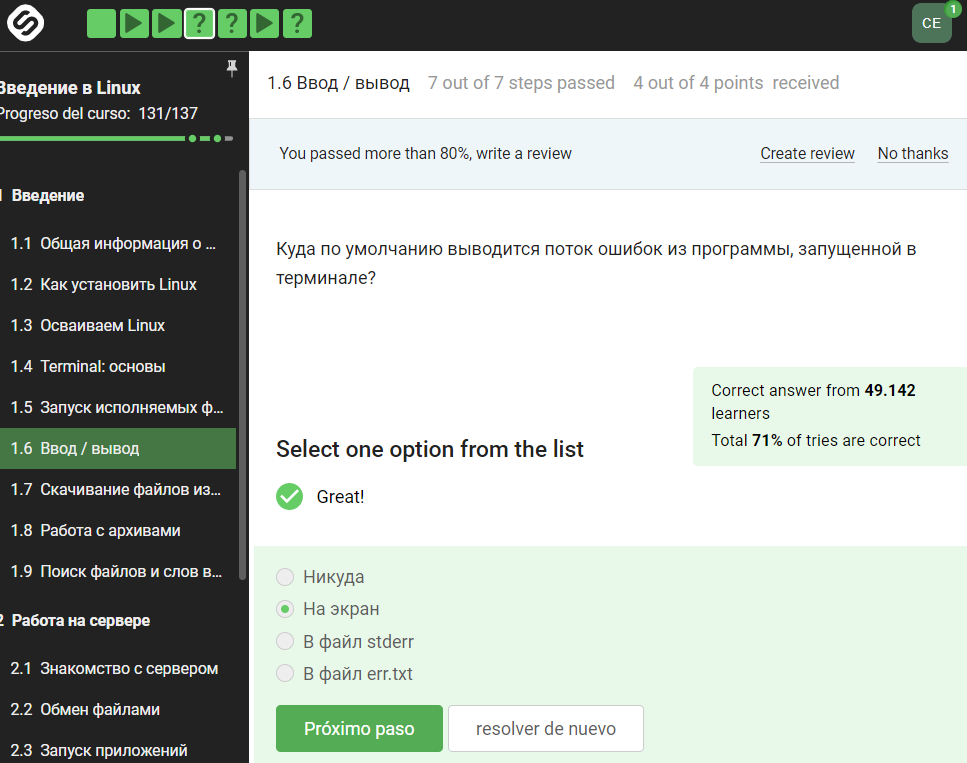 ? ? ?
CE
1
Введение в Linux
Progreso del curso: 131/137
Введение
1.1 Общая информация о ...
1.2 Как установить Linux
1.3 Осваиваем Linux
1.4 Terminal: основы
1.5 Запуск исполняемых ф...
1.6 Ввод / вывод
1.7 Скачивание файлов из...
1.8 Работа с архивами
1.9 Поиск файлов и слов в...
2 Работа на сервере
2.1 Знакомство с сервером
2.2 Обмен файлами
2.3 Запуск приложений
1.6 Ввод / вывод 7 out of 7 steps passed 4 out of 4 points received
You passed more than 80%, write a review Create review No thanks
Куда по умолчанию выводится поток ошибок из программы, запущенной в
терминале?
Correct answer from 49.142
learners
Total 71% of tries are correct
Select one option from the list
Great!
Никуда
На экран
В файл stderr
В файл err.txt
Próximo paso resolver de nuevo